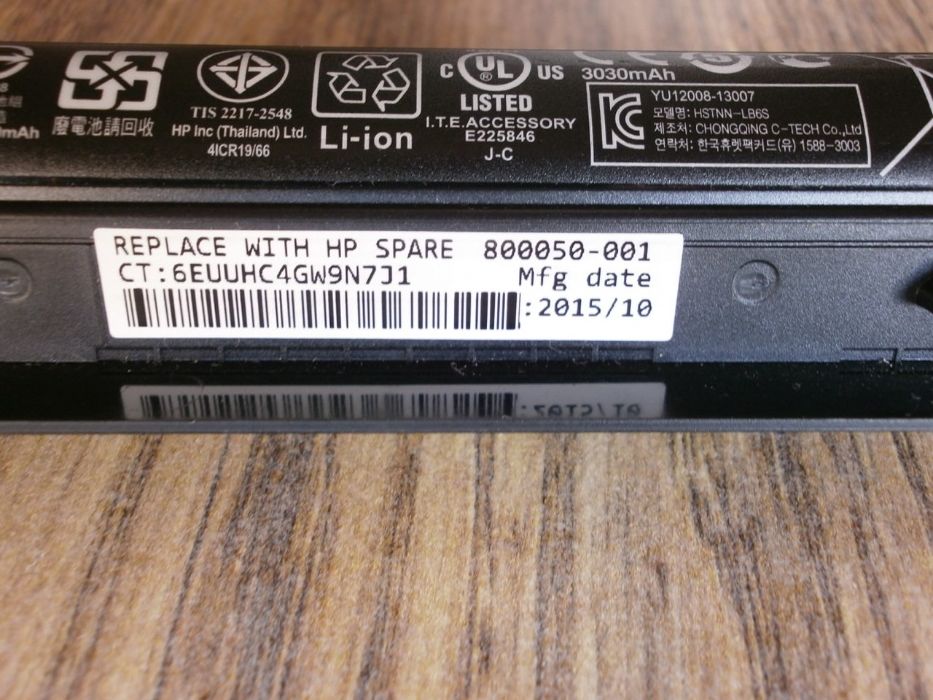 廢電池請回收
TIS 2217-2548
HP Inc (Thailand) Ltd.
4ICR19/66
Li-ion
C UL US
®
LISTED
I.T.E.ACCESSORY
E225846
J-C
3030mAh
YU12008-13007
모델명: HSTNN-LB6S
제조처: CHONGQING C-TECH Co.,Ltd
연락처: 한국휴렛팩커드(유) 1588-3003
REPLACE WITH HP SPARE 800050-001
CT:6EUUHC4GW9N7J1 Mfg date
:2015/10